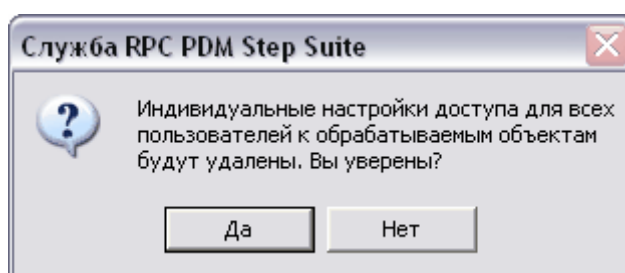 Служба RPC PDM Step Suite
Индивидуальные настройки доступа для всех
пользователей к обрабатываемым объектам
будут удалены. Вы уверены?
Да Нет